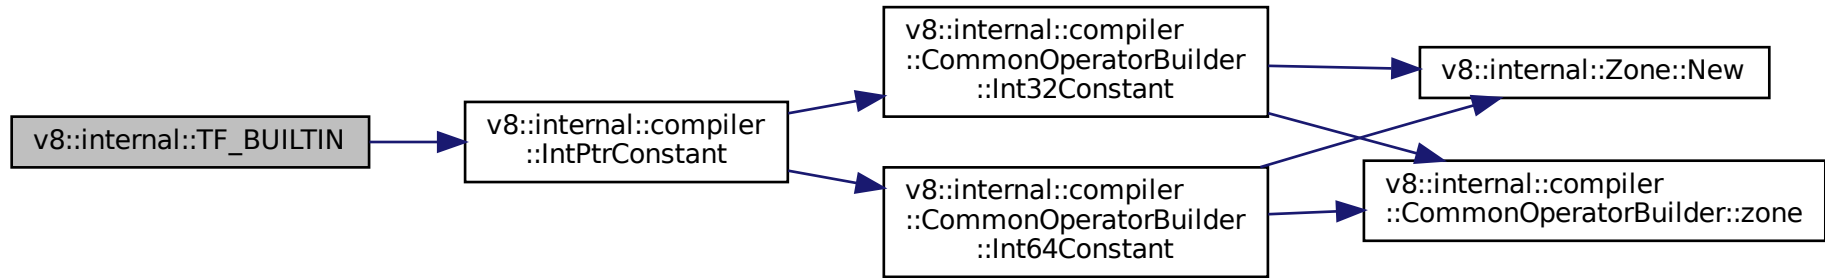 v8::internal::TF_BUILTIN
v8::internal::compiler
::IntPtrConstant
v8::internal::compiler
::CommonOperatorBuilder
::Int32Constant
v8::internal::compiler
::CommonOperatorBuilder
::Int64Constant
v8::internal::Zone::New
v8::internal::compiler
::CommonOperatorBuilder::zone